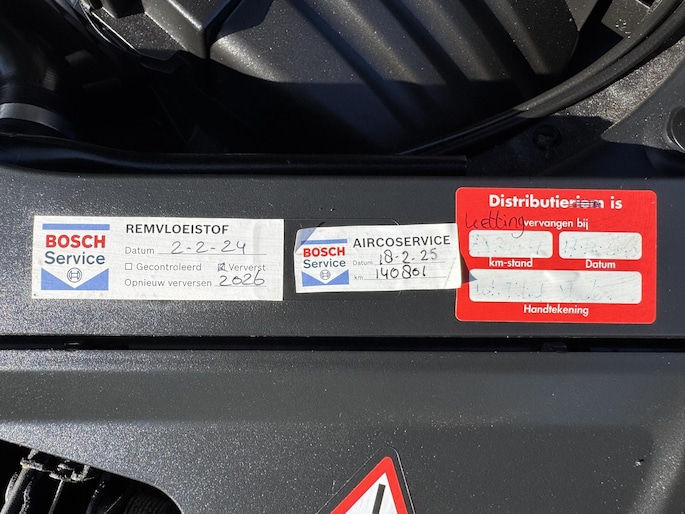 BOSCH
Service
REMVLOEISTOF
Datum 2-2-24
☐ Gecontroleerd ☒ Ververst
Opnieuw verversen 2026
BOSCH
Service
AIRCOSERVICE
Datum 18-2-25
km 140801
Distributieriem is
ketting
vervangen bij
km-stand Datum
Handtekening